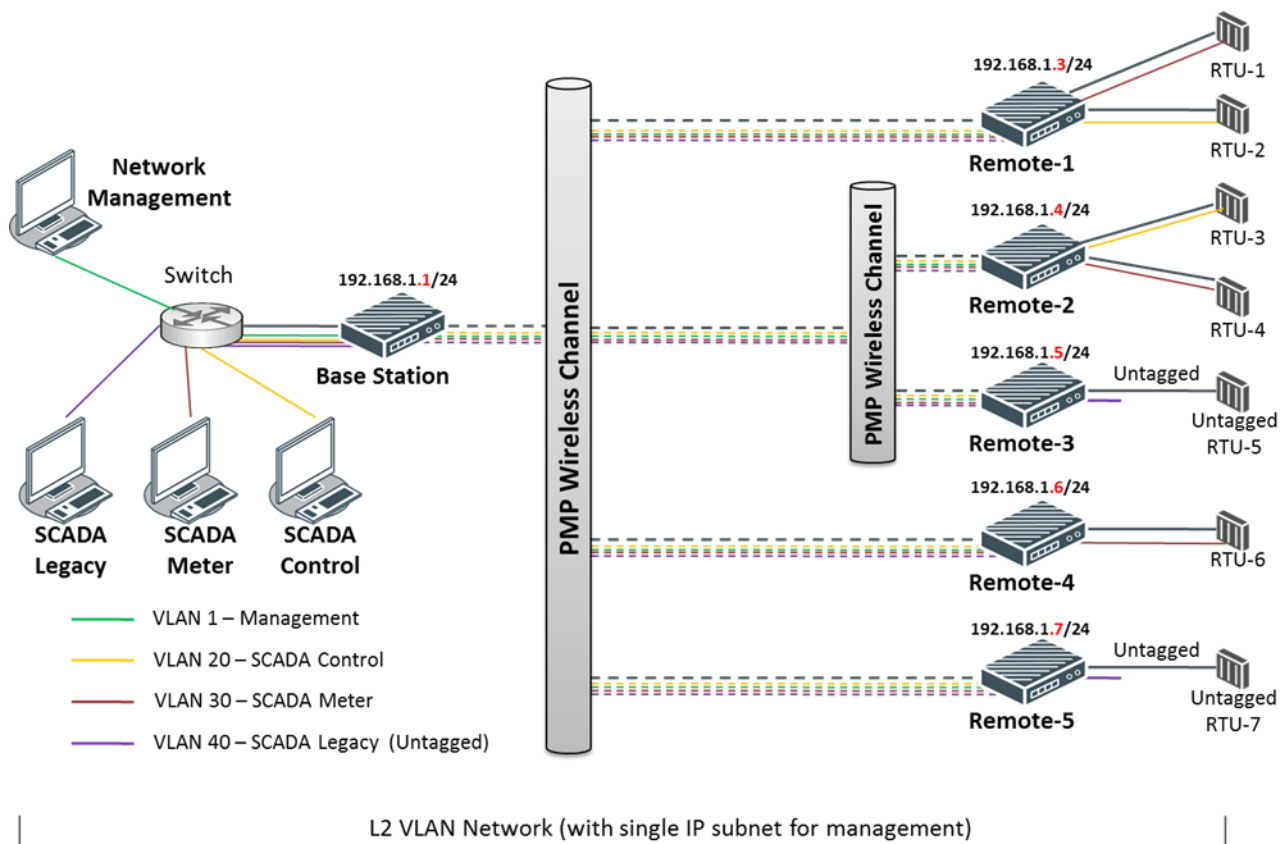 Network
Management
Switch
192.168.1.1/24
Base Station
SCADA
Legacy
SCADA
Meter
SCADA
Control
VLAN 1 – Management
VLAN 20 – SCADA Control
VLAN 30 – SCADA Meter
VLAN 40 – SCADA Legacy (Untagged)
PMP Wireless Channel
PMP Wireless Channel
192.168.1.3/24
Remote-1
RTU-1
RTU-2
192.168.1.4/24
Remote-2
RTU-3
RTU-4
192.168.1.5/24
Remote-3
Untagged
Untagged
RTU-5
192.168.1.6/24
Remote-4
RTU-6
192.168.1.7/24
Remote-5
Untagged
Untagged
RTU-7
L2 VLAN Network (with single IP subnet for management)